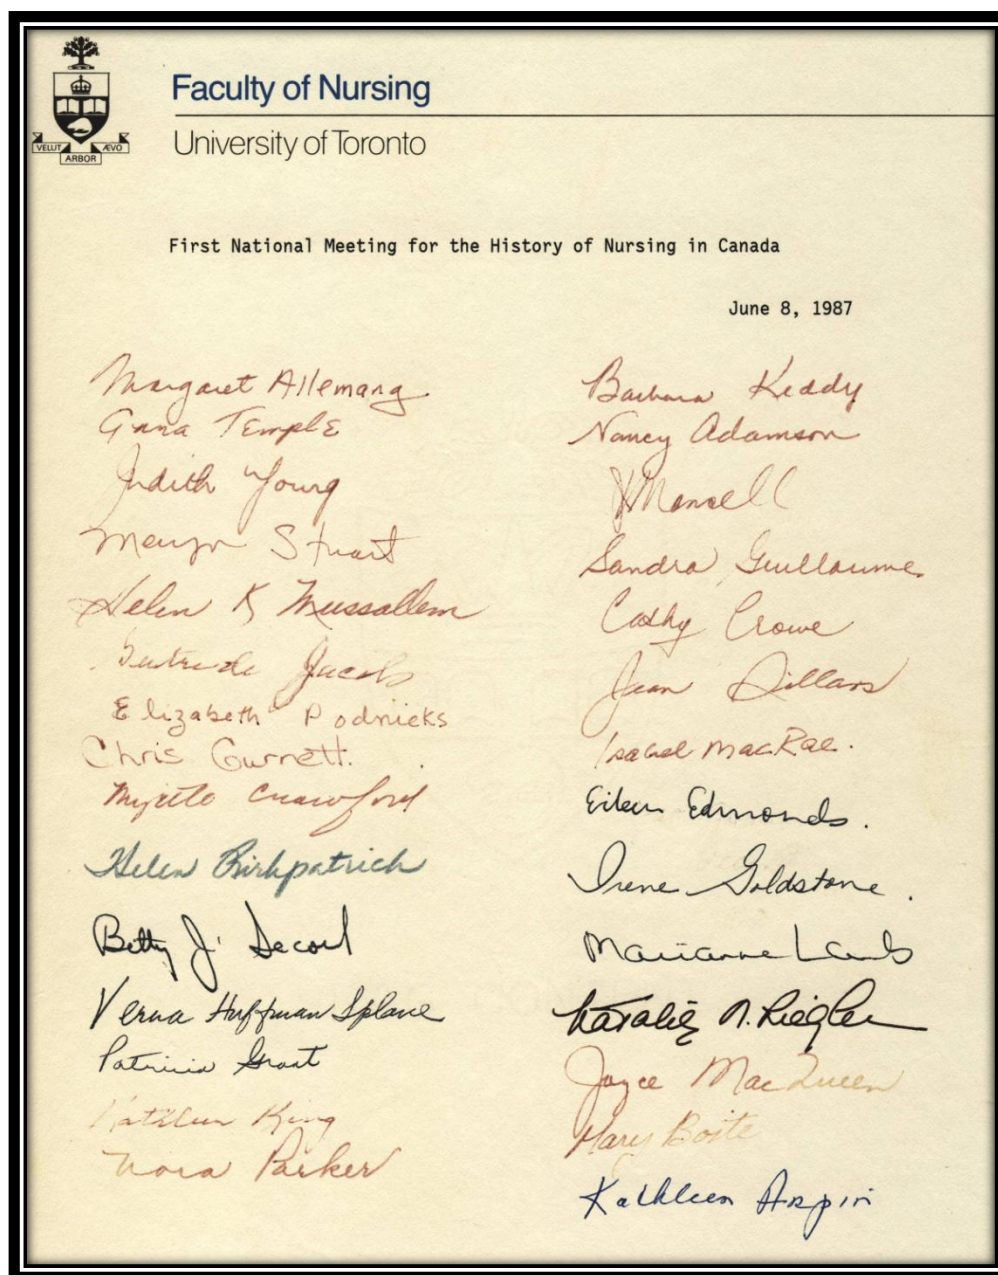 VELUT ARBOR ÆVO
Faculty of Nursing
University of Toronto
First National Meeting for the History of Nursing in Canada
June 8, 1987
Margaret Allemang
Anna Temple
Judith Young
Meryn Stuart
Helen K Mussallem
Gertrude Jacobs
Elizabeth Podnieks
Chris Gurnett.
Crawford
Helen Kirkpatrick
Betty J.
Verna Huffman Splane
Patricia Grant
Kathleen King
Nora Parker
Barbara Keddy
Nancy Adamson
Sandra Guillaume
Cathy Crowe
Jean Dillard
Isabel MacRae.
Eileen Edmonds.
Irene Goldstone.
Marianne Lamb
Natalie N. Riegler
Joyce MacQueen
Mary Boite
Kathleen Arpin